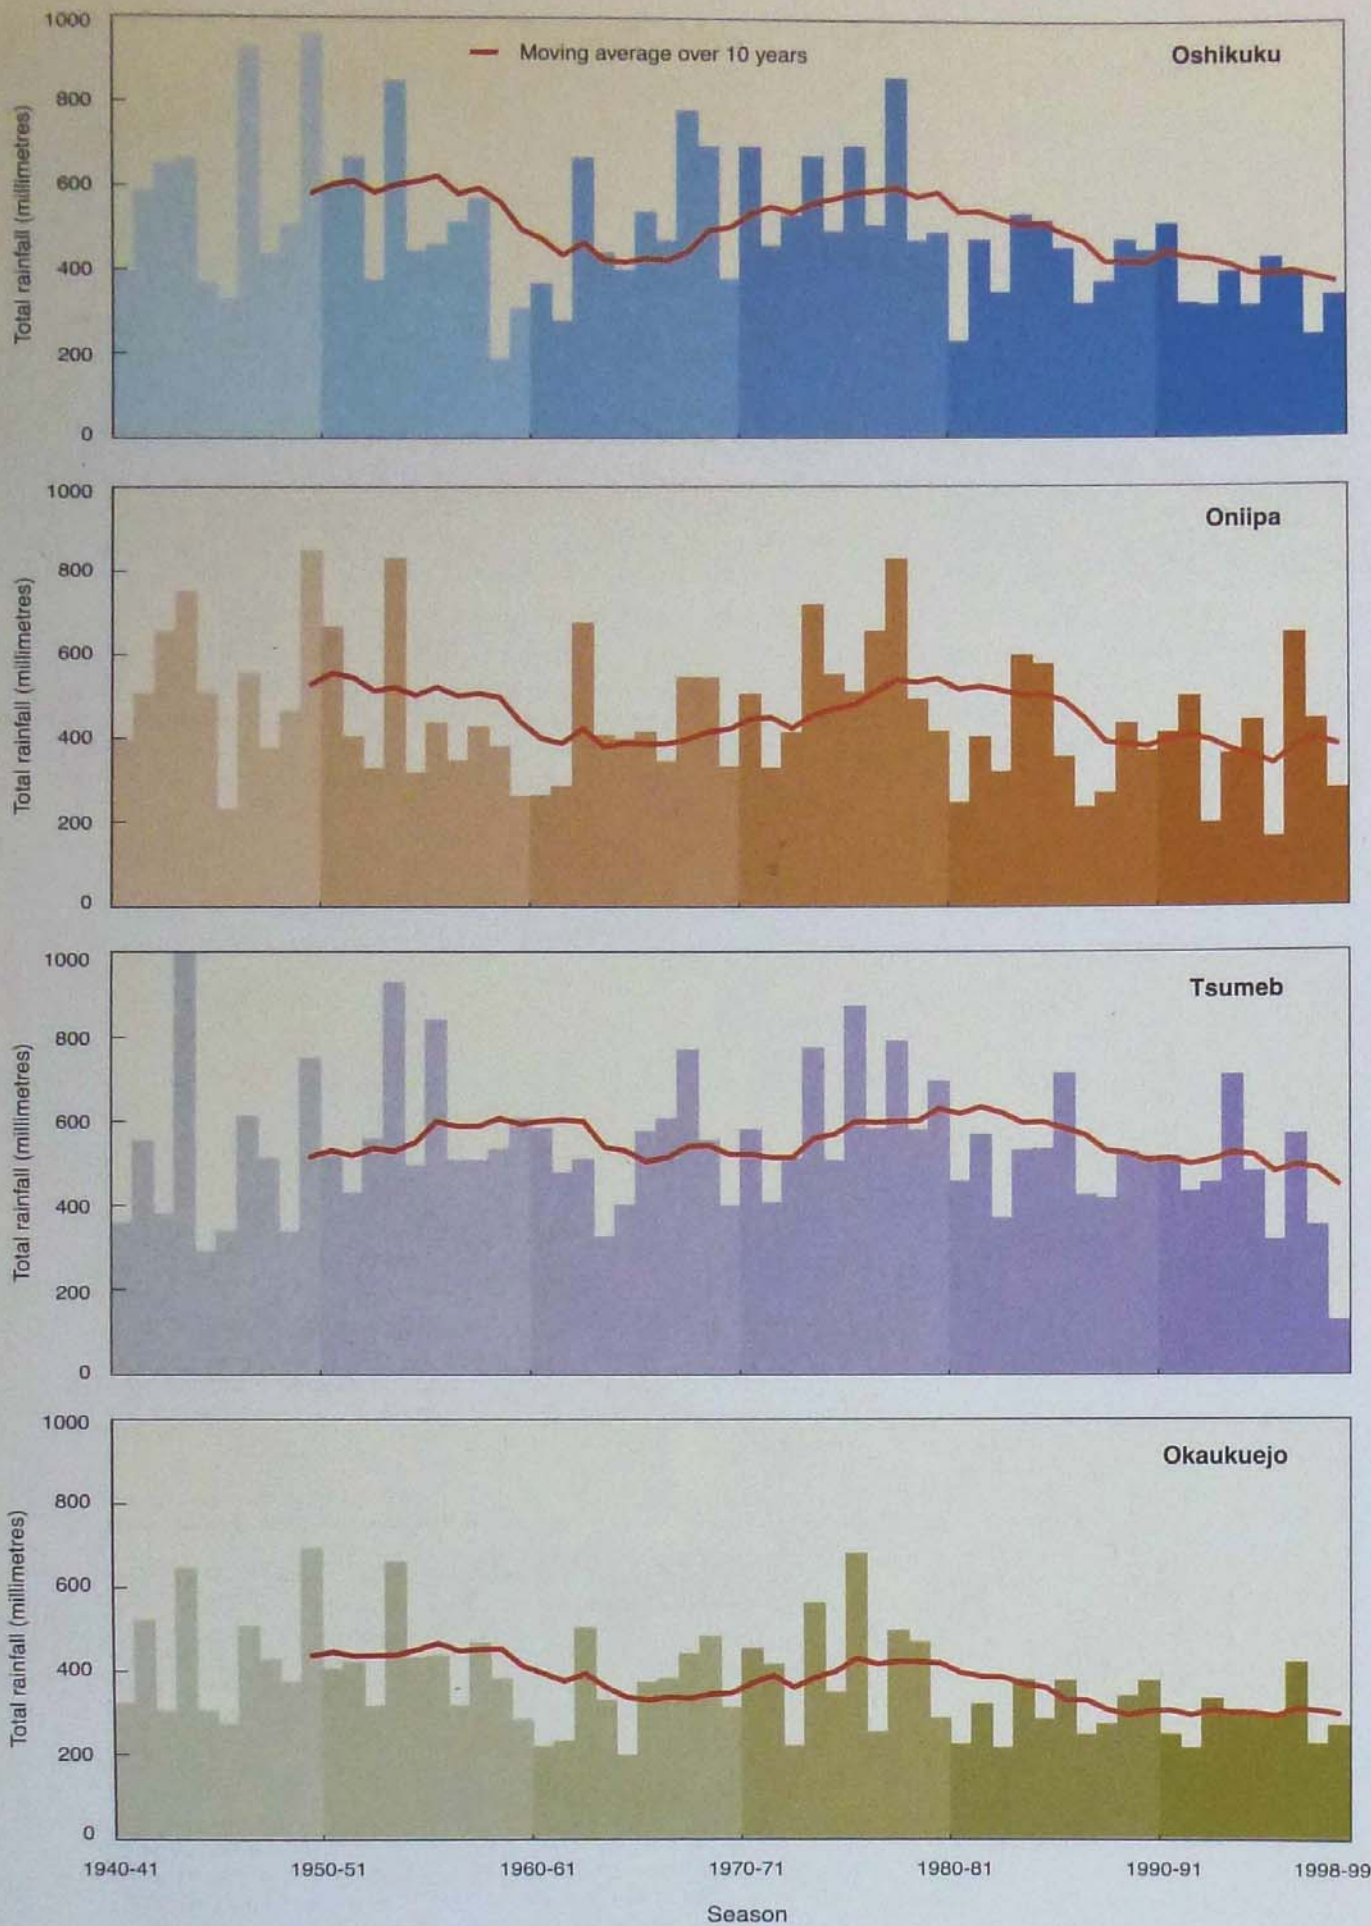 1000
Moving average over 10 years
Oshikuku
800
600
400
200
0
Total rainfall (millimetres)
1000
Oniipa
800
600
400
200
0
Total rainfall (millimetres)
1000
Tsumeb
800
600
400
200
0
Total rainfall (millimetres)
1000
Okaukuejo
800
600
400
200
0
Total rainfall (millimetres)
1940-41 1950-51 1960-61 1970-71 1980-81 1990-91 1998-99
Season